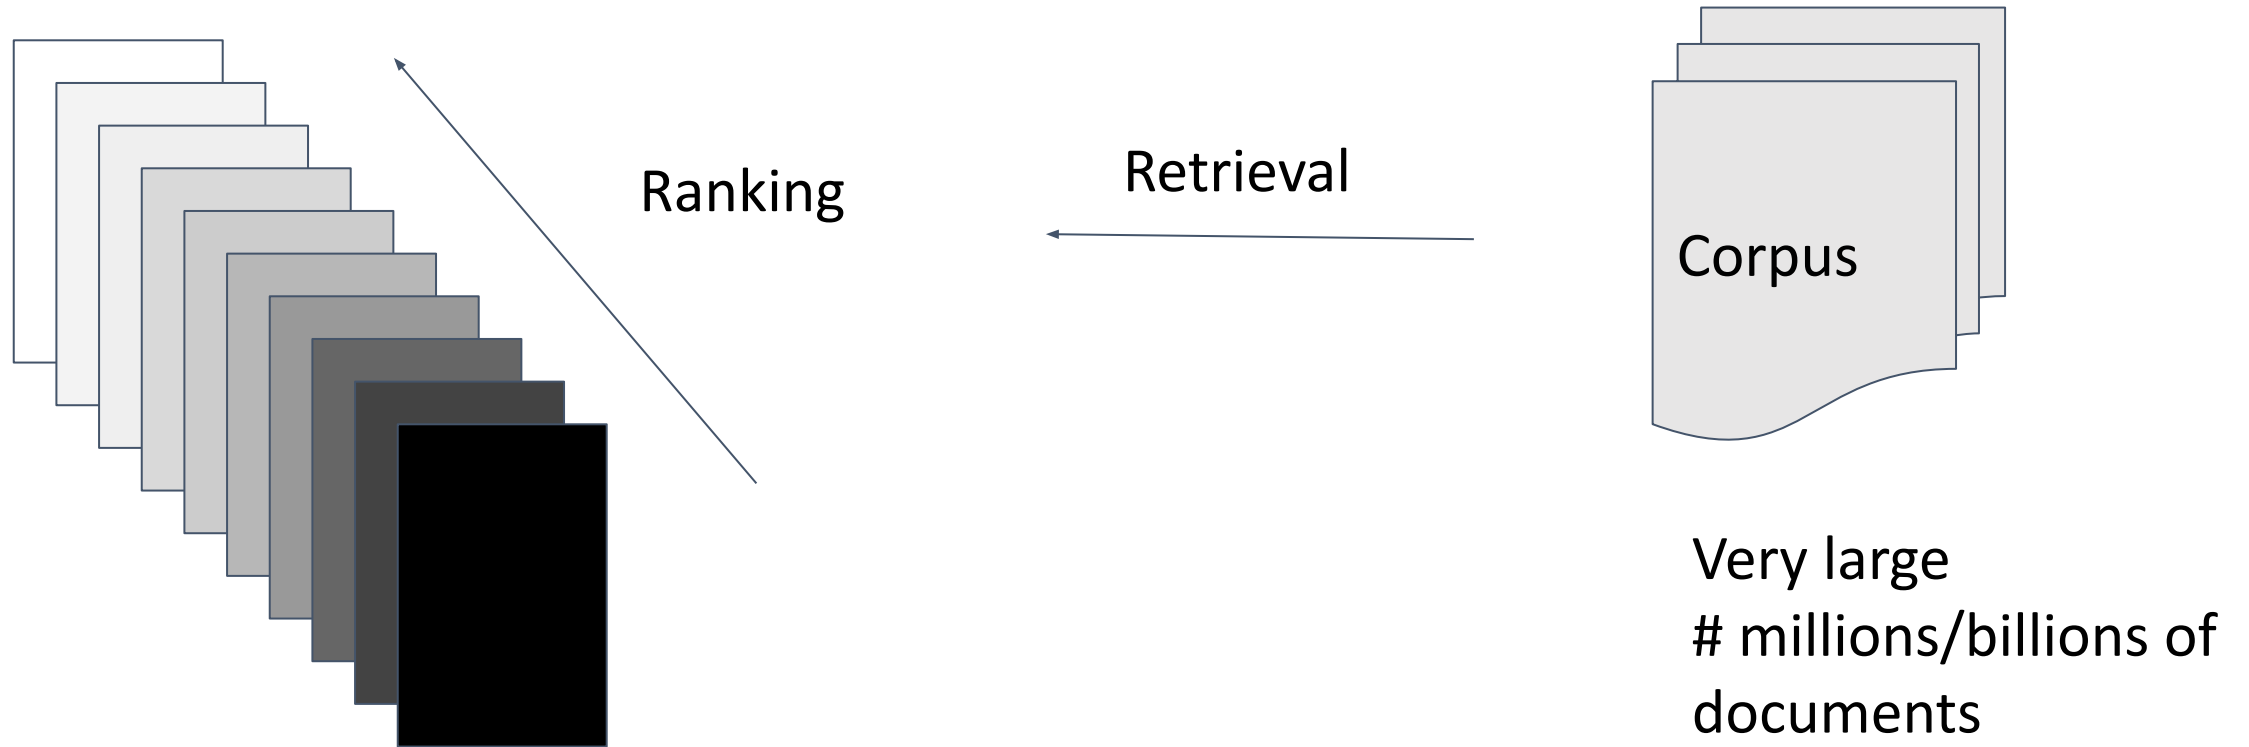 Ranking
Retrieval
Corpus
Very large
# millions/billions of
documents